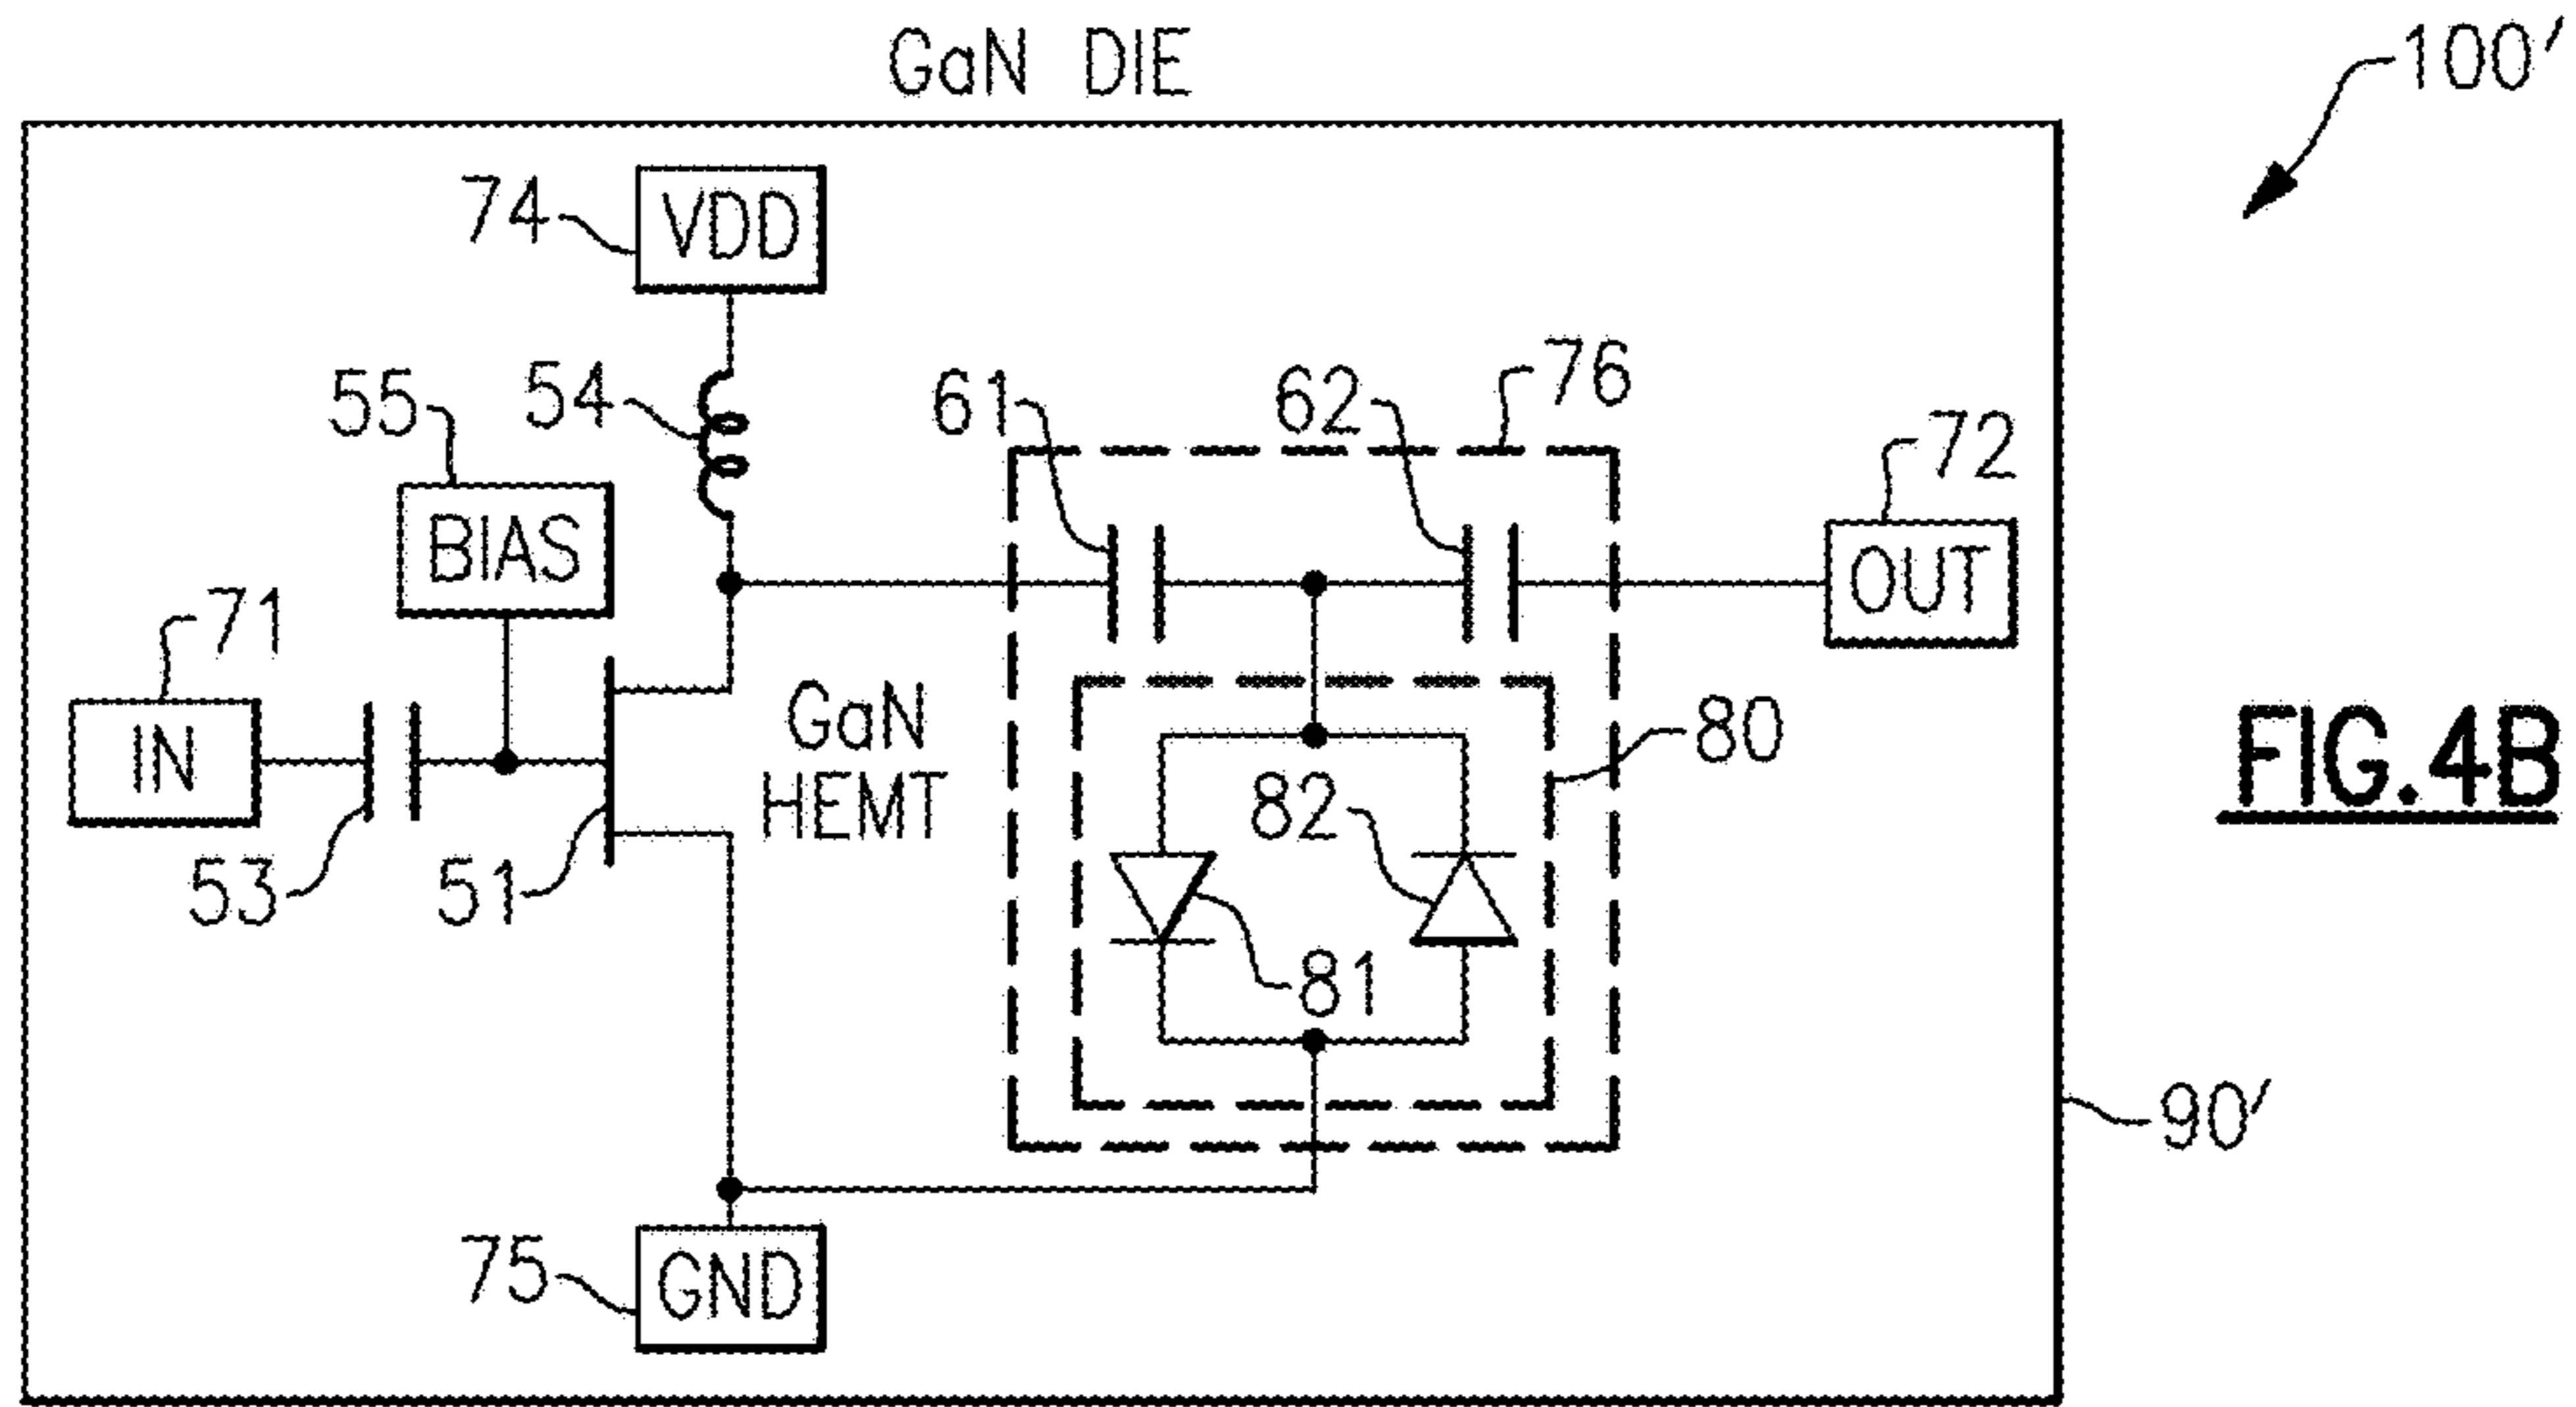 GaN DIE
100'
74
VDD
55
54
61
62
76
72
BIAS
OUT
71
IN
GaN
HEMT
80
82
FIG.4B
53
51
81
90'
75
GND